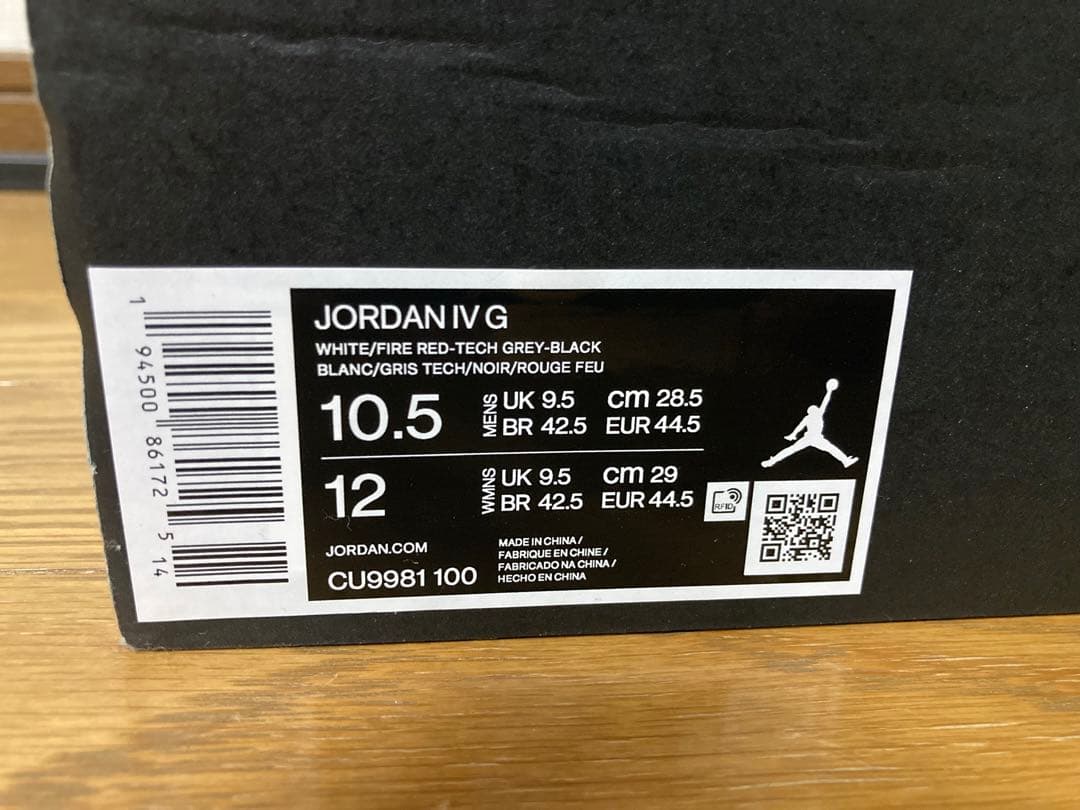 JORDAN IV G
WHITE/FIRE RED-TECH GREY-BLACK
BLANC/GRIS TECH/NOIR/ROUGE FEU
10.5
MENS
UK 9.5 cm 28.5
BR 42.5 EUR 44.5
12
WMNS
UK 9.5 cm 29
BR 42.5 EUR 44.5
RFID
JORDAN.COM
CU9981 100
MADE IN CHINA /
FABRIQUE EN CHINE /
FABRICADO NA CHINA /
HECHO EN CHINA
1 94500 86172 5 14